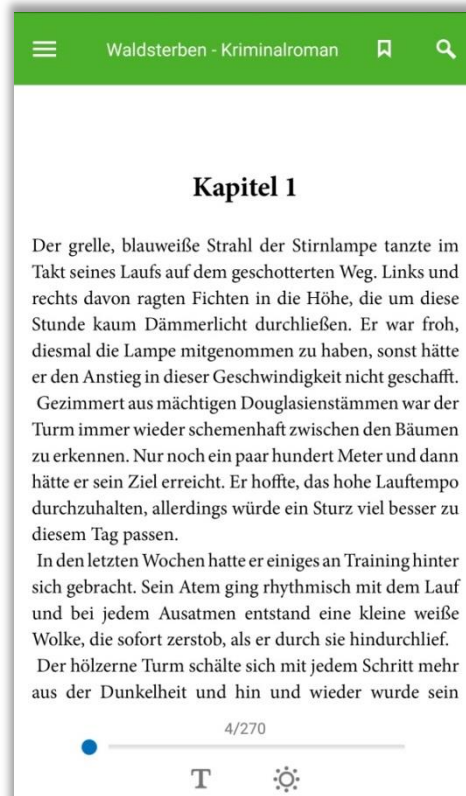 Waldsterben - Kriminalroman
Kapitel 1
Der grelle, blauweiße Strahl der Stirnlampe tanzte im
Takt seines Laufs auf dem geschotterten Weg. Links und
rechts davon ragten Fichten in die Höhe, die um diese
Stunde kaum Dämmerlicht durchließen. Er war froh,
diesmal die Lampe mitgenommen zu haben, sonst hätte
er den Anstieg in dieser Geschwindigkeit nicht geschafft.
Gezimmert aus mächtigen Douglasienstämmen war der
Turm immer wieder schemenhaft zwischen den Bäumen
zu erkennen. Nur noch ein paar hundert Meter und dann
hätte er sein Ziel erreicht. Er hoffte, das hohe Lauftempo
durchzuhalten, allerdings würde ein Sturz viel besser zu
diesem Tag passen.
In den letzten Wochen hatte er einiges an Training hinter
sich gebracht. Sein Atem ging rhythmisch mit dem Lauf
und bei jedem Ausatmen entstand eine kleine weiße
Wolke, die sofort zerstob, als er durch sie hindurchlief.
Der hölzerne Turm schälte sich mit jedem Schritt mehr
aus der Dunkelheit und hin und wieder wurde sein
4/270
T